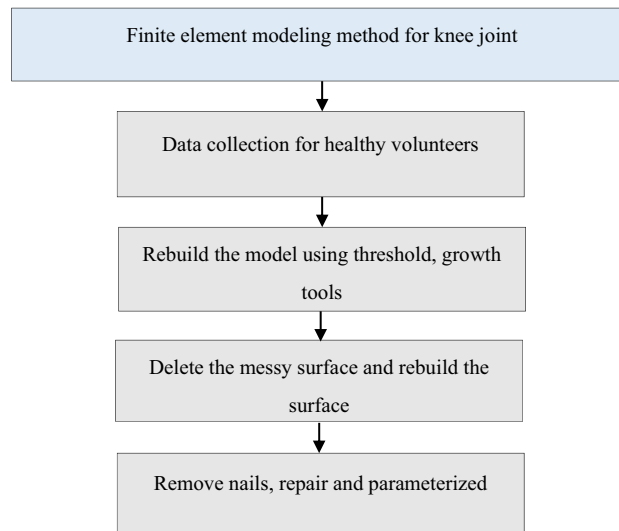 Finite element modeling method for knee joint
Data collection for healthy volunteers
Rebuild the model using threshold, growth
tools
Delete the messy surface and rebuild the
surface
Remove nails, repair and parameterized